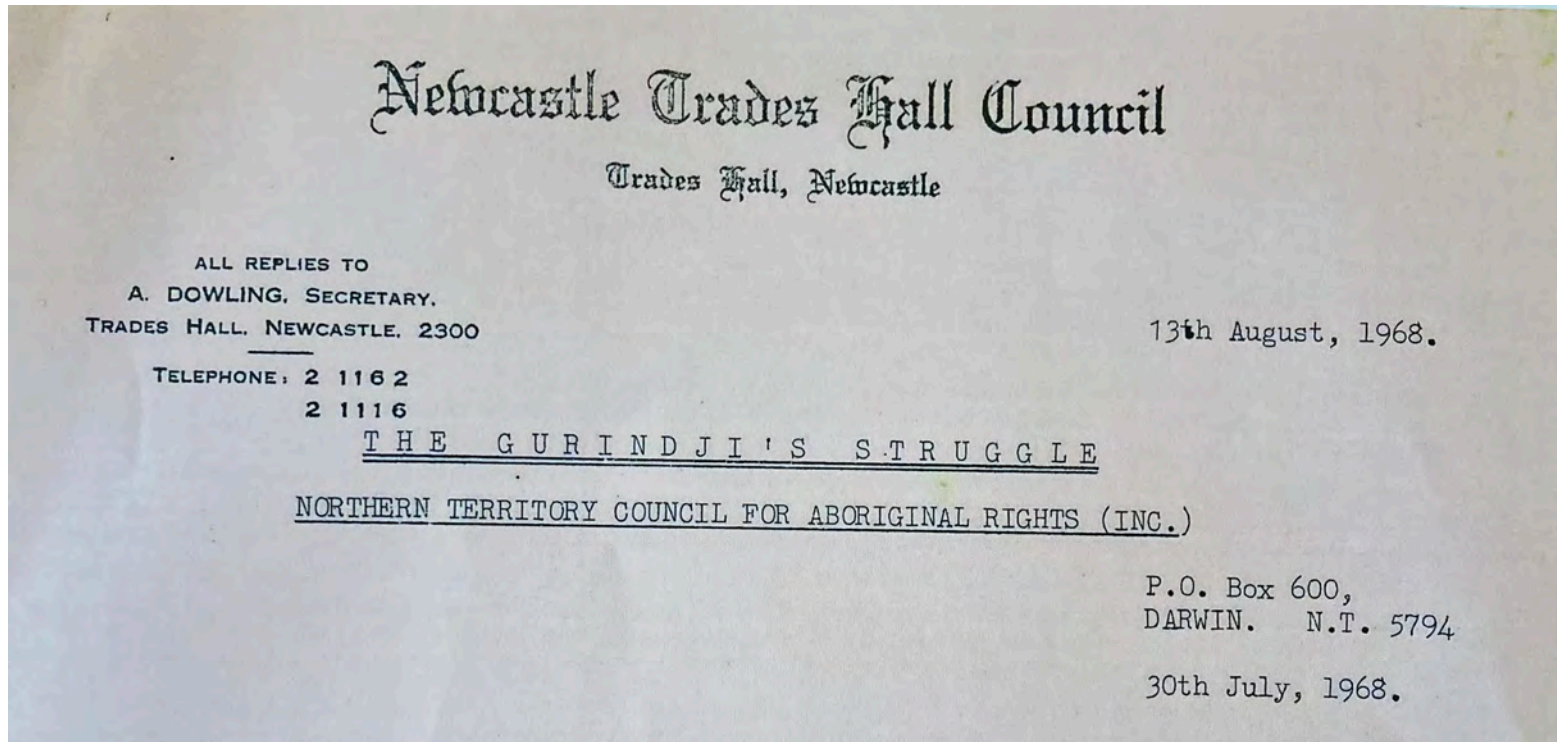 Newcastle Trades Hall Council
Trades Hall, Newcastle
ALL REPLIES TO
A. DOWLING, SECRETARY,
TRADES HALL, NEWCASTLE, 2300
13th August, 1968.
TELEPHONE: 2 1162
2 1116
THE GURINDJI'S STRUGGLE
NORTHERN TERRITORY COUNCIL FOR ABORIGINAL RIGHTS (INC.)
P.O. Box 600,
DARWIN. N.T. 5794
30th July, 1968.